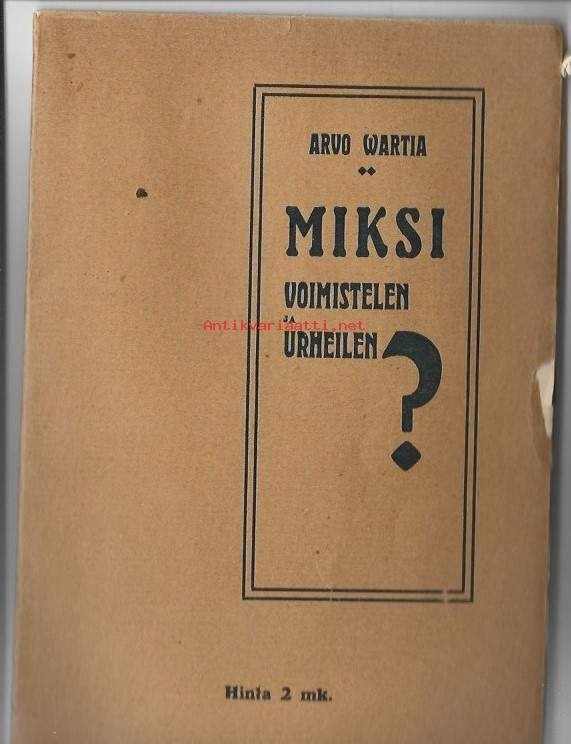 ARVO WARTIA
MIKSI
VOIMISTELEN
JA
Antikvariaatti.net
URHEILEN
?
Hinta 2 mk.